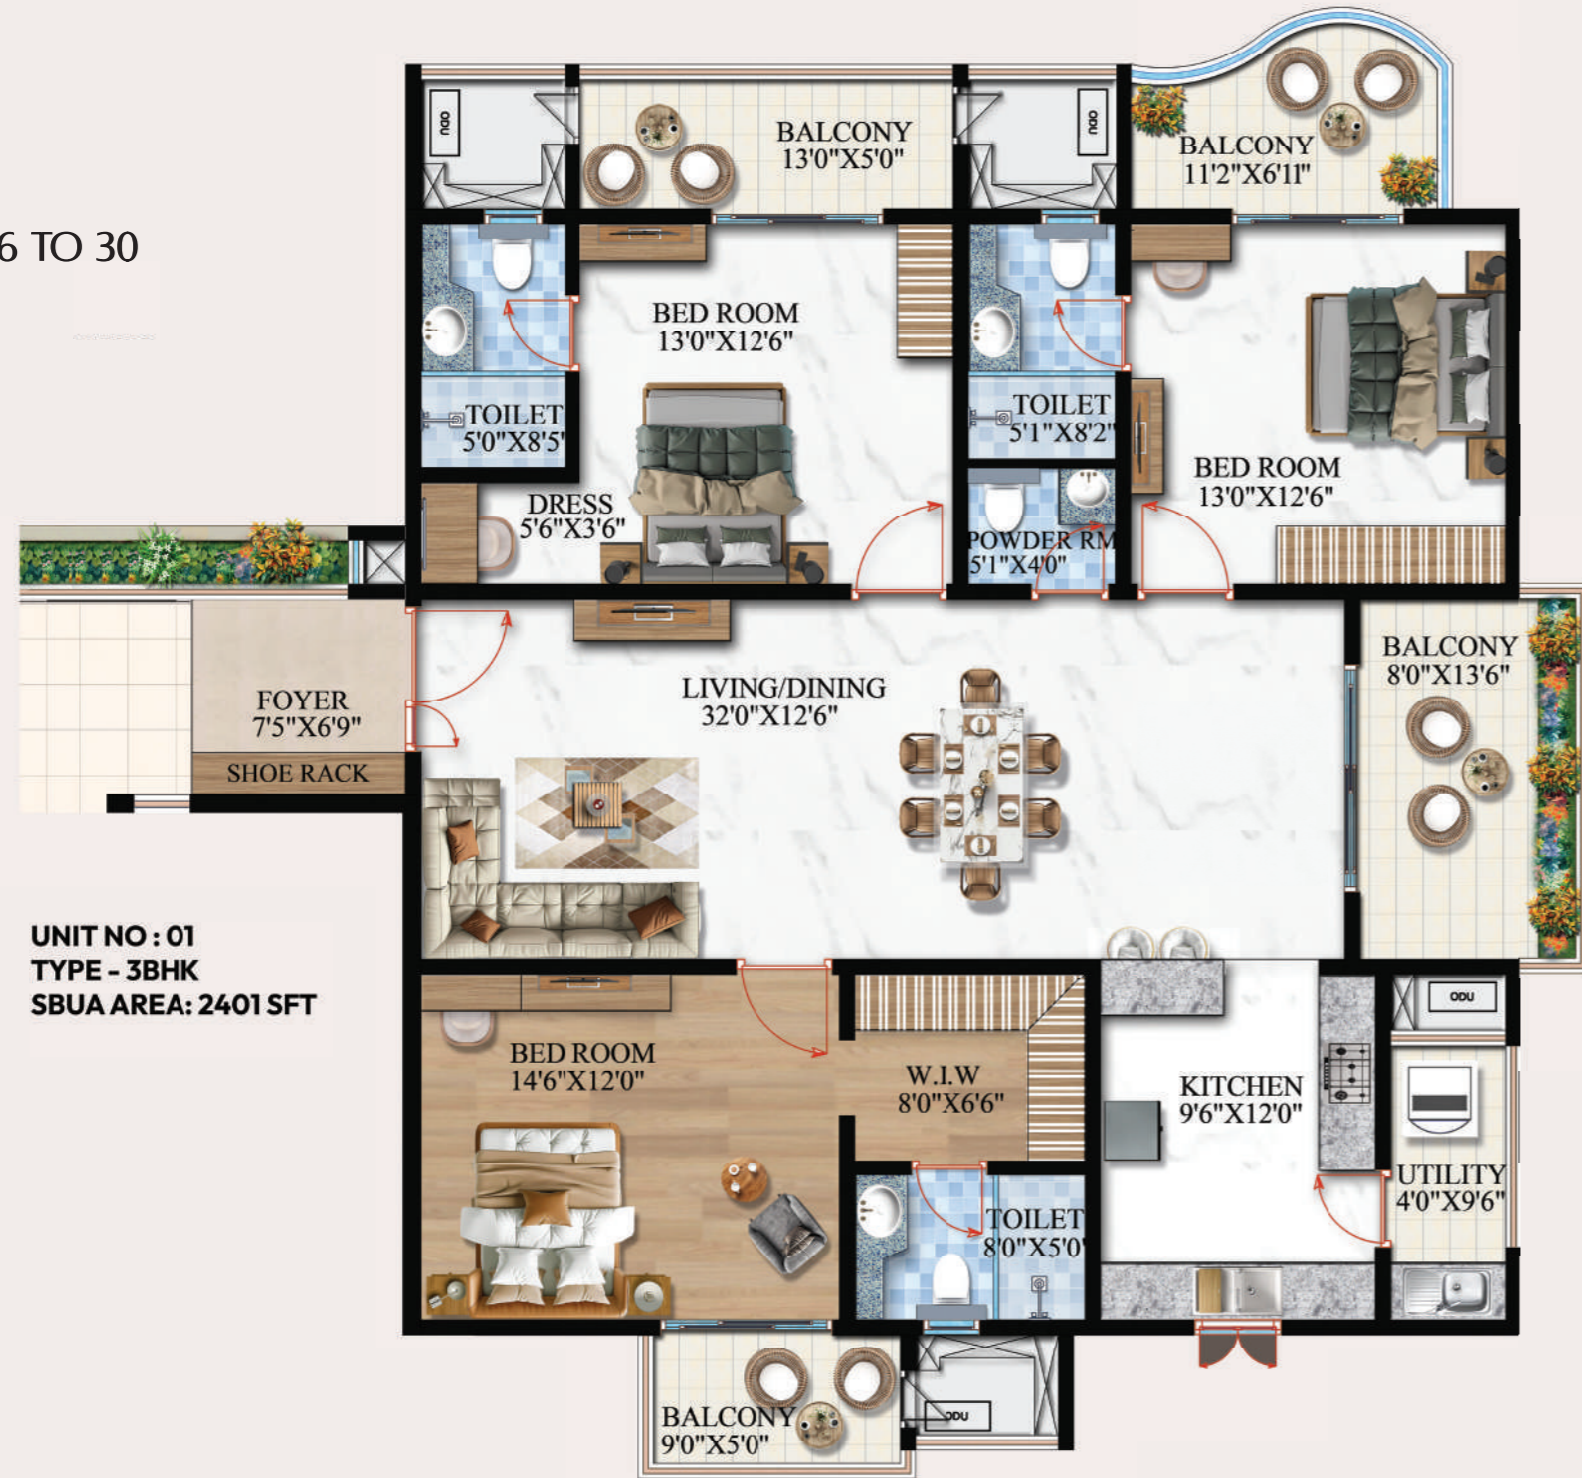 ODU
BALCONY
13'0"X5'0"
ODU
BALCONY
11'2"X6'11"
6 TO 30
BED ROOM
13'0"X12'6"
TOILET
5'0"X8'5"
TOILET
5'1"X8'2"
BED ROOM
13'0"X12'6"
DRESS
5'6"X3'6"
POWDER RM
5'1"X4'0"
FOYER
7'5"X6'9"
SHOE RACK
LIVING/DINING
32'0"X12'6"
BALCONY
8'0"X13'6"
UNIT NO : 01
TYPE - 3BHK
SBUA AREA: 2401 SFT
BED ROOM
14'6"X12'0"
W.I.W
8'0"X6'6"
KITCHEN
9'6"X12'0"
ODU
UTILITY
4'0"X9'6"
TOILET
8'0"X5'0"
BALCONY
9'0"X5'0"
ODU